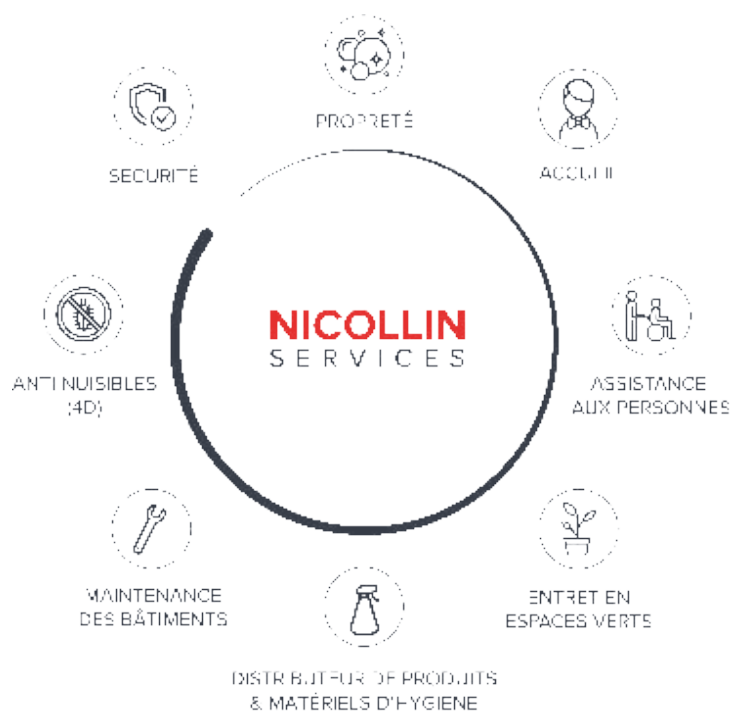 PROPRETÉ
ACCUEIL
SECURITÉ
NICOLLIN
SERVICES
ANTI NUISIBLES
(4D)
ASSISTANCE
AUX PERSONNES
MAINTENANCE
DES BÂTIMENTS
ENTRETIEN
ESPACES VERTS
DISTRIBUTEUR DE PRODUITS
& MATÉRIELS D'HYGIENE